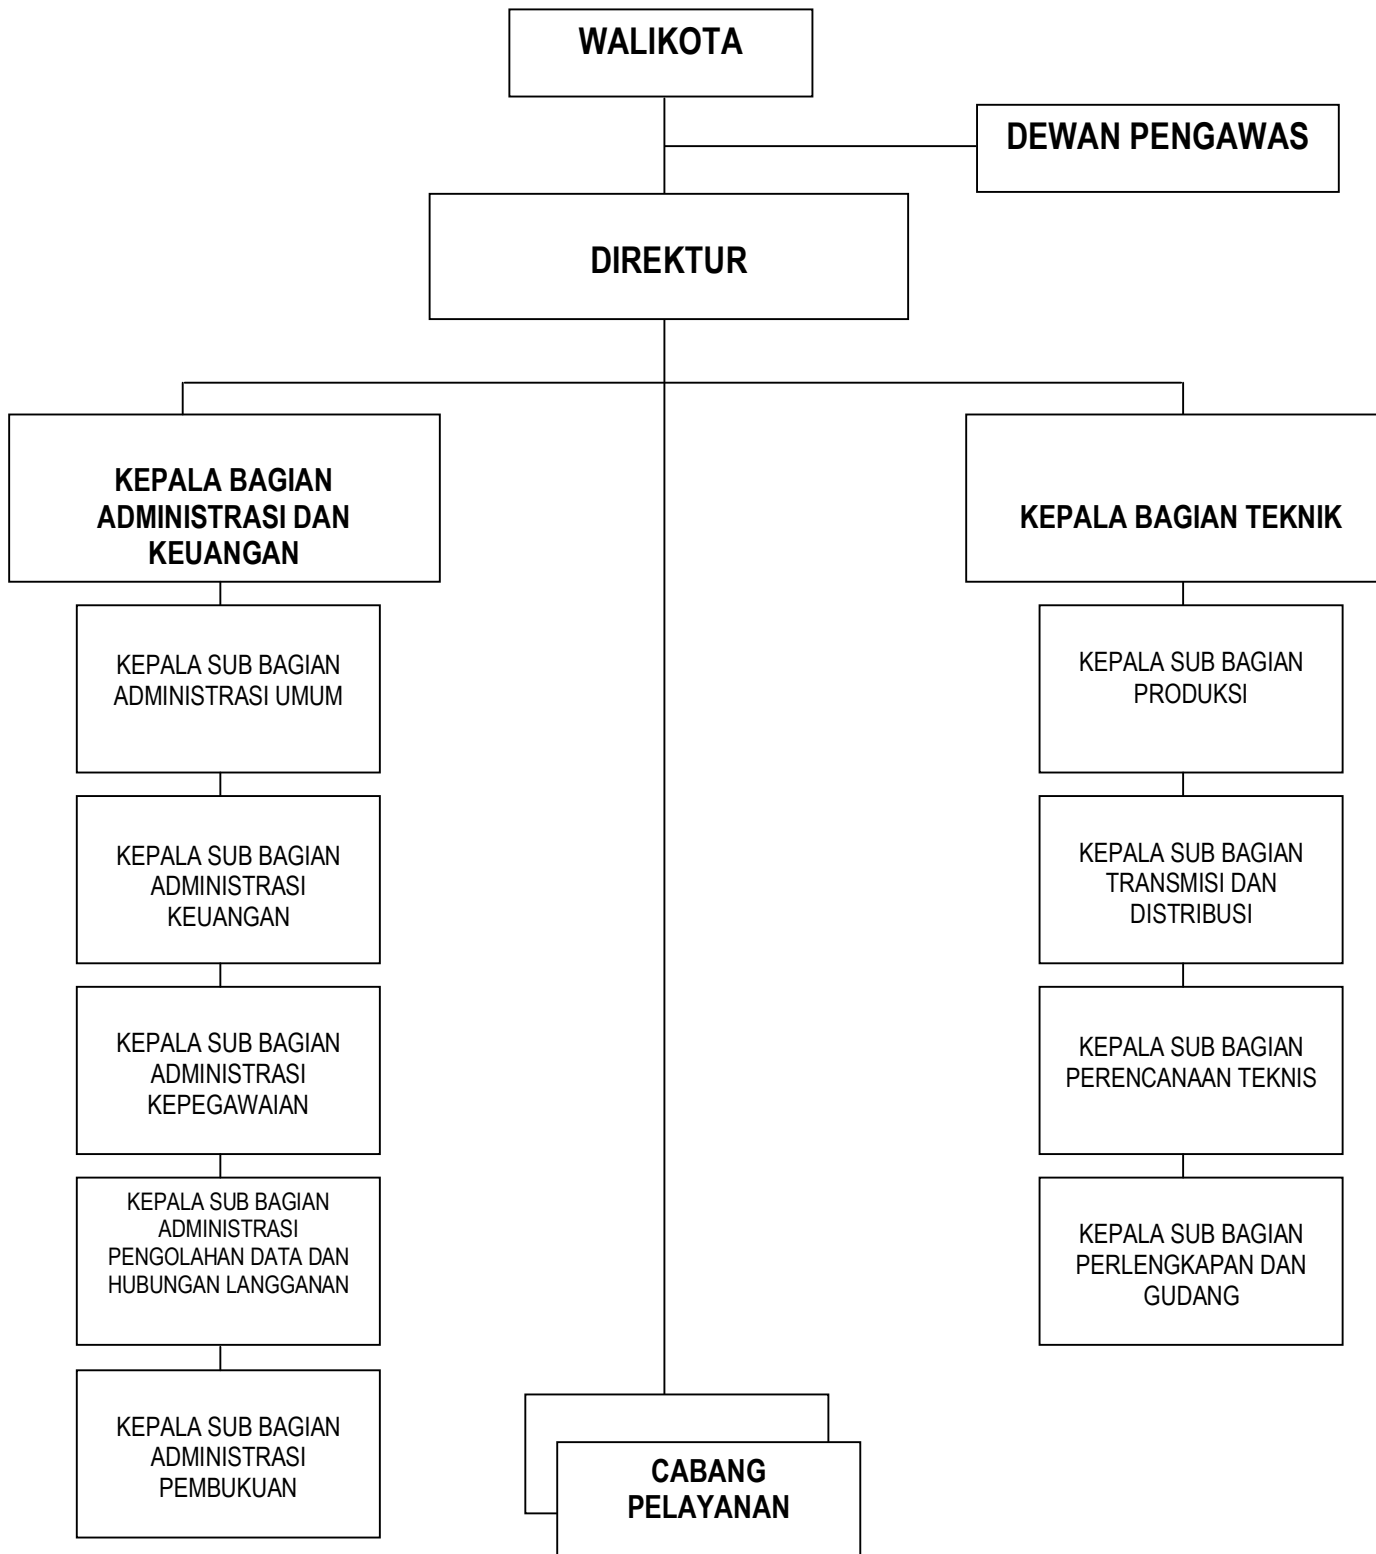 WALIKOTA
DEWAN PENGAWAS
DIREKTUR
KEPALA BAGIAN
ADMINISTRASI DAN
KEUANGAN
KEPALA BAGIAN TEKNIK
KEPALA SUB BAGIAN
ADMINISTRASI UMUM
KEPALA SUB BAGIAN
PRODUKSI
KEPALA SUB BAGIAN
ADMINISTRASI
KEUANGAN
KEPALA SUB BAGIAN
TRANSMISI DAN
DISTRIBUSI
KEPALA SUB BAGIAN
ADMINISTRASI
KEPEGAWAIAN
KEPALA SUB BAGIAN
PERENCANAAN TEKNIS
KEPALA SUB BAGIAN
ADMINISTRASI
PENGOLAHAN DATA DAN
HUBUNGAN LANGGANAN
KEPALA SUB BAGIAN
PERLENGKAPAN DAN
GUDANG
KEPALA SUB BAGIAN
ADMINISTRASI
PEMBUKUAN
CABANG
PELAYANAN